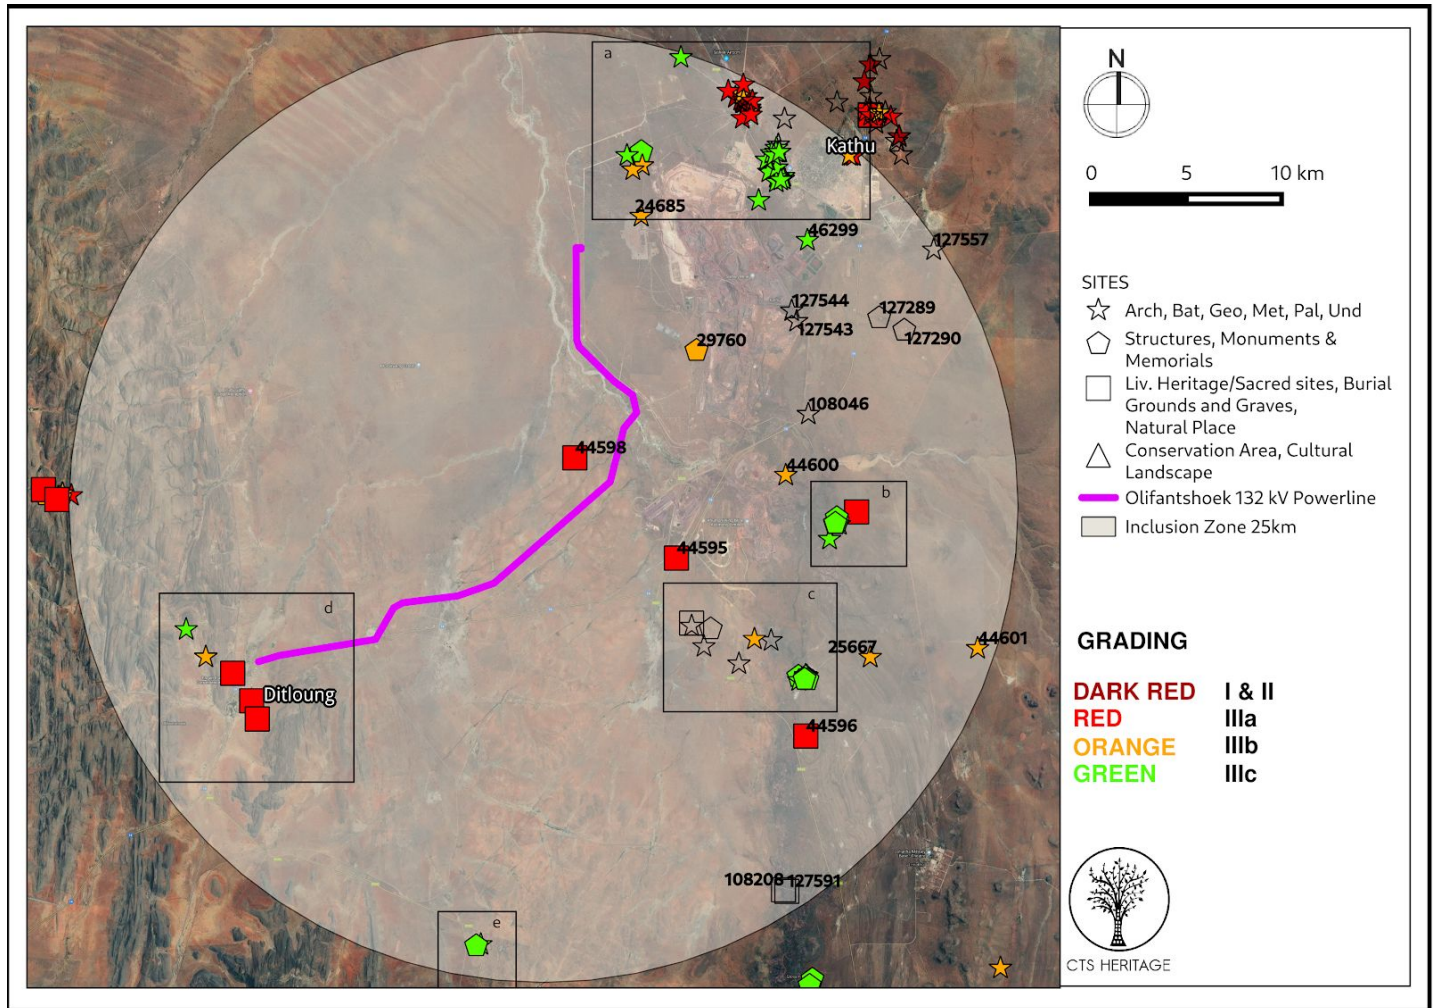 a
Kathu
24685
46299
127557
127544
127543
127289
127290
29760
108046
44598
44600
b
44595
c
d
25667
44601
Ditloung
44596
108208
127591
e
N
0 5 10 km
SITES
Arch, Bat, Geo, Met, Pal, Und
Structures, Monuments &
Memorials
Liv. Heritage/Sacred sites, Burial
Grounds and Graves,
Natural Place
Conservation Area, Cultural
Landscape
Olifantshoek 132 kV Powerline
Inclusion Zone 25km
GRADING
DARK RED I & II
RED IIIa
ORANGE IIIb
GREEN IIIc
CTS HERITAGE